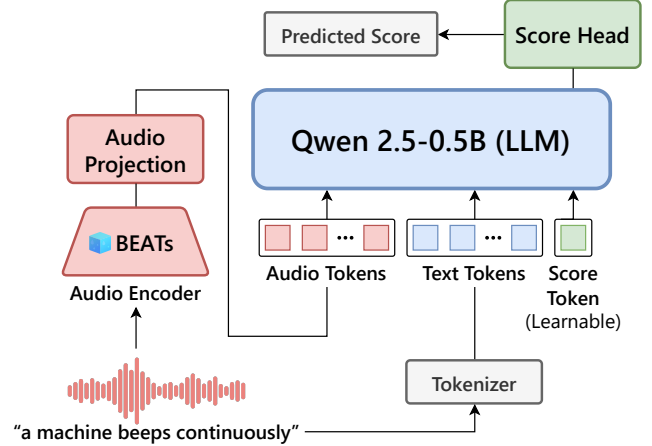 Predicted Score
Score Head
Audio
Projection
Qwen 2.5-0.5B (LLM)
BEATs
Audio Encoder
Audio Tokens
Text Tokens
Score
Token
(Learnable)
Tokenizer
“a machine beeps continuously”